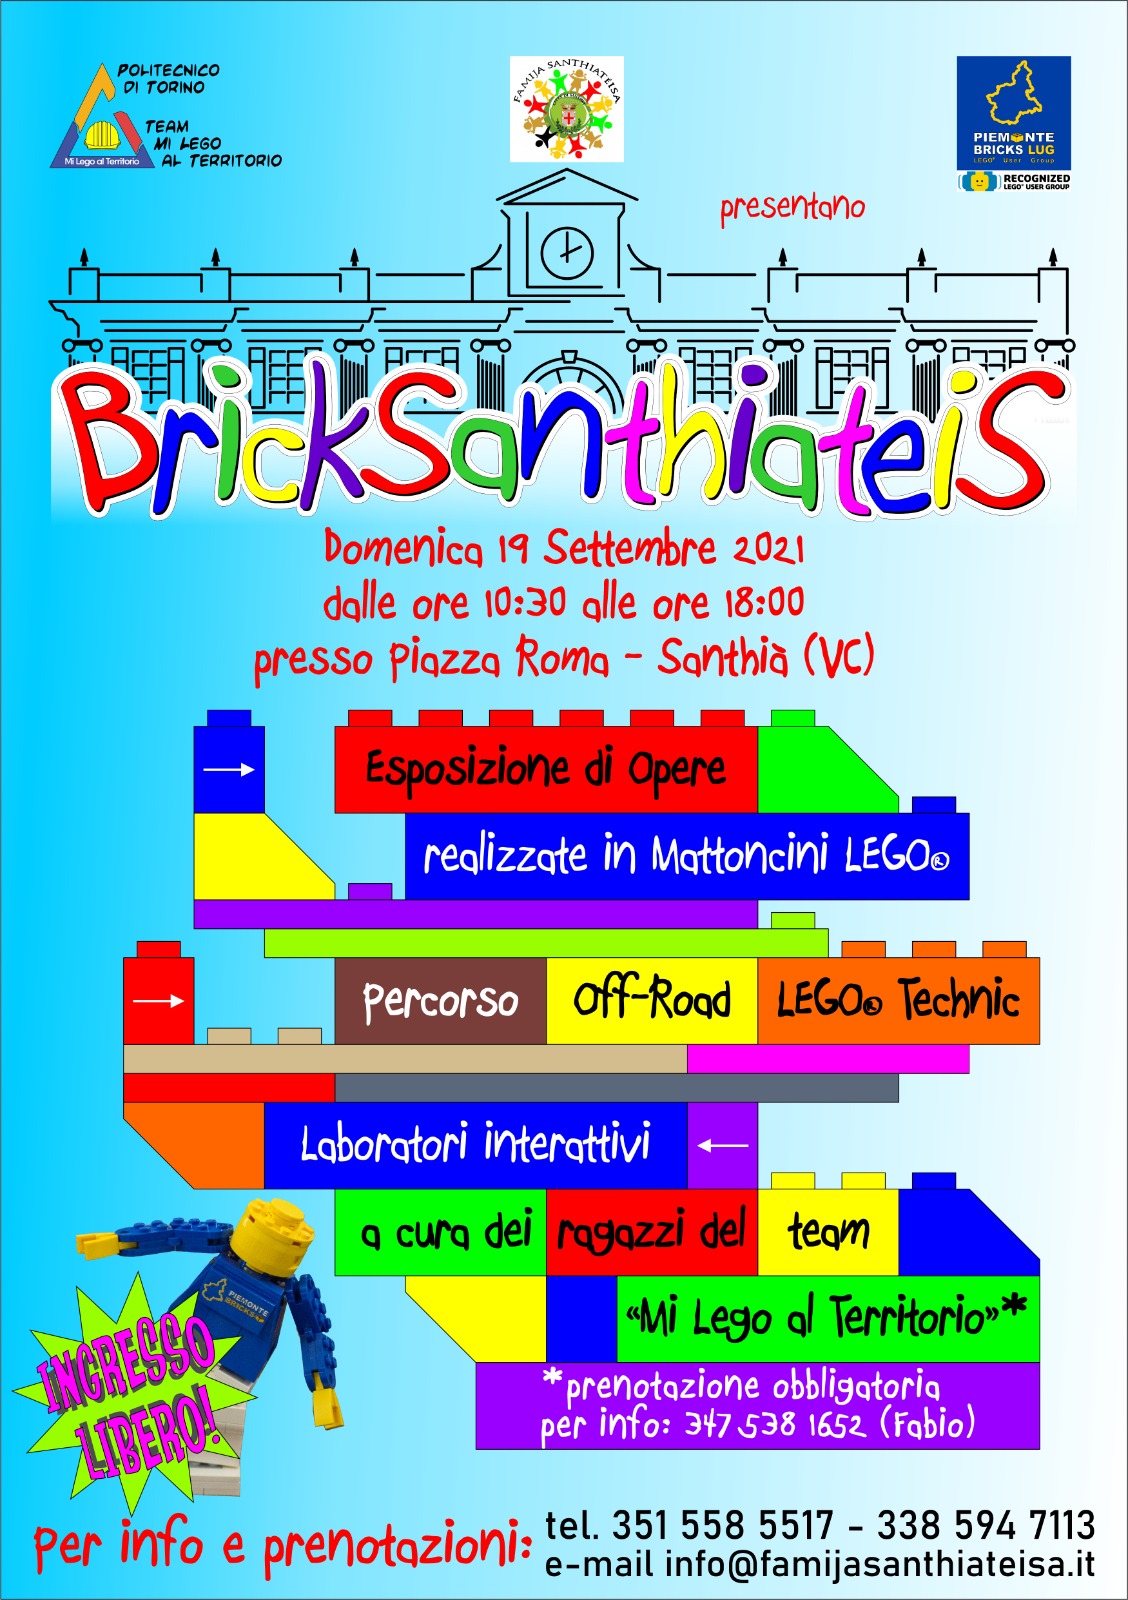 POLITECNICO
DI TORINO
TEAM
MI LEGO
AL TERRITORIO
Mi Lego al Territorio
FAMIJA SANTHIATEISA
PIEMONTE
BRICKS LUG
LEGO® User Group
RECOGNIZED
LEGO® USER GROUP
presentano
BrickSanthiateiS
Domenica 19 Settembre 2021
dalle ore 10:30 alle ore 18:00
presso Piazza Roma - Santhià (VC)
Esposizione di Opere
realizzate in Mattoncini LEGO®
Percorso Off-Road LEGO® Technic
Laboratori interattivi
a cura dei ragazzi del team
«Mi Lego al Territorio»*
*prenotazione obbligatoria
per info: 347 538 1652 (Fabio)
PIEMONTE
BRICKS
INGRESSO
LIBERO!
Per info e prenotazioni:
tel. 351 558 5517 - 338 594 7113
e-mail info@famijasanthiateisa.it